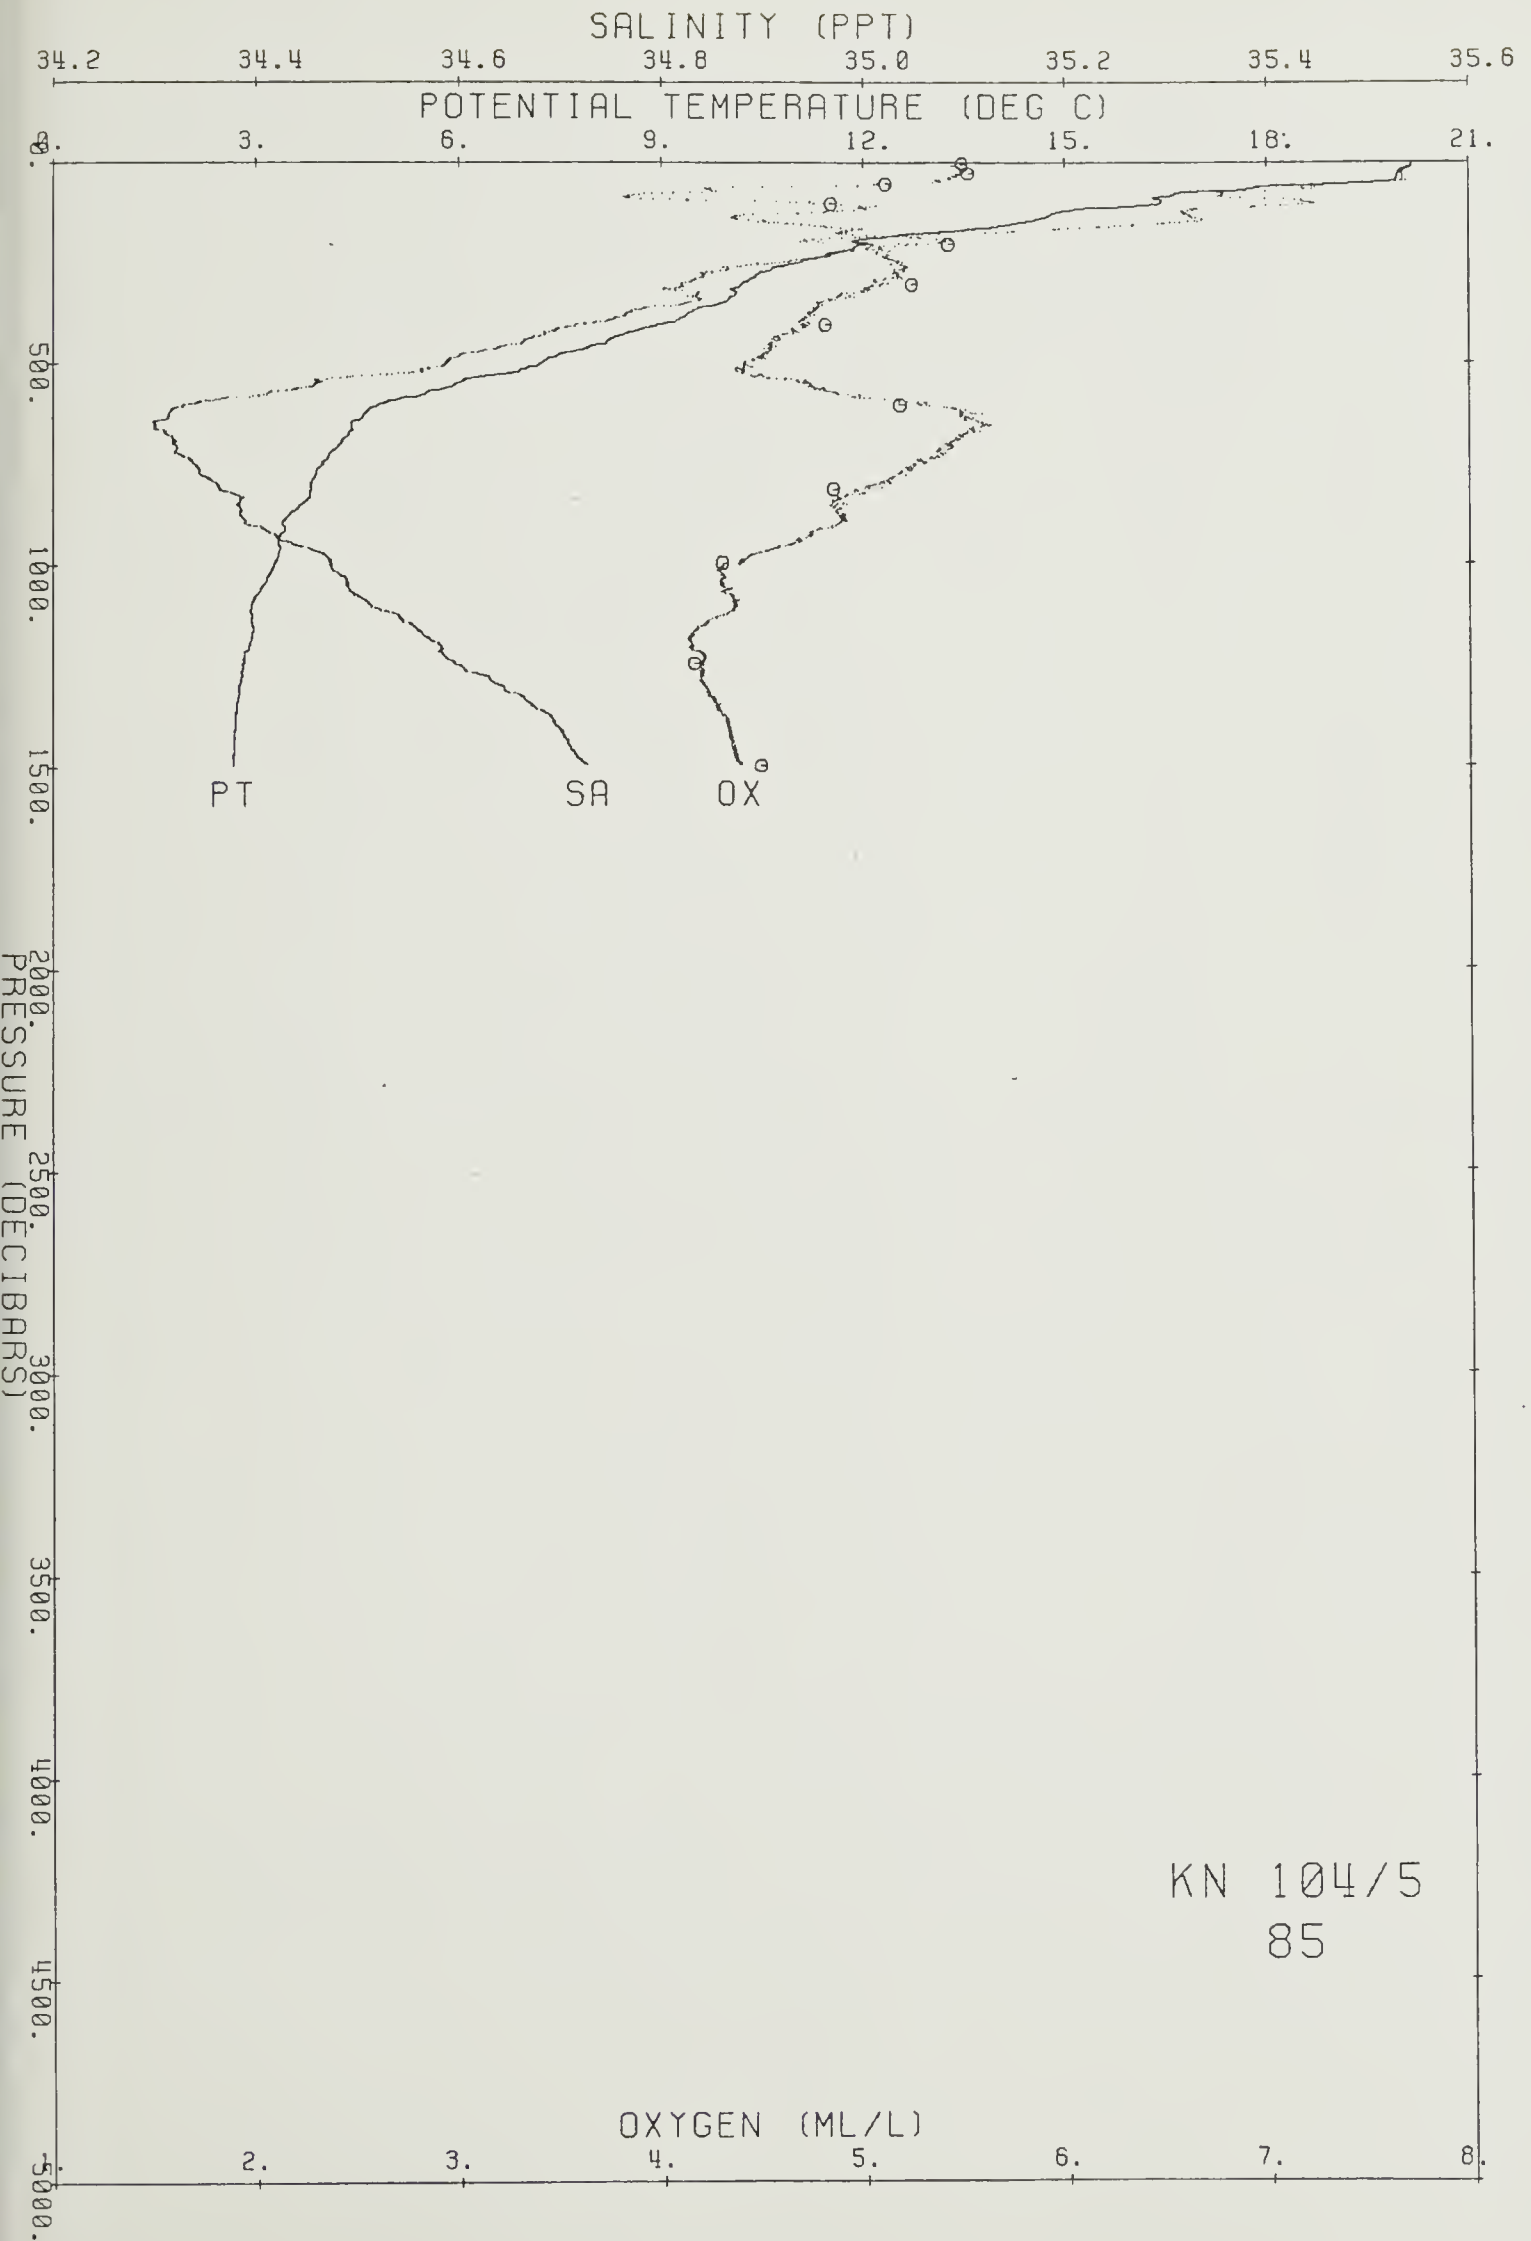 SALINITY (PPT)
34.2 34.4 34.6 34.8 35.0 35.2 35.4 35.6
POTENTIAL TEMPERATURE (DEG C)
0. 3. 6. 9. 12. 15. 18. 21.
0.
500.
1000.
1500.
2000.
2500.
3000.
3500.
4000.
4500.
5000.
PRESSURE (DECIBARS)
PT SA OX
KN 104/5
85
OXYGEN (ML/L)
2. 3. 4. 5. 6. 7. 8.